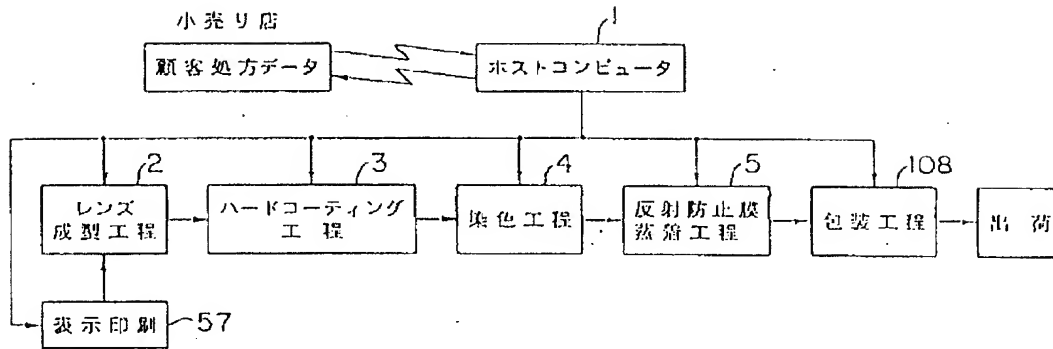 小売り店
1
顧客処方データ
ホストコンピュータ
2
3
4
5
108
レンズ
成型工程
ハードコーティング
工程
染色工程
反射防止膜
蒸着工程
包装工程
出荷
表示印刷
57